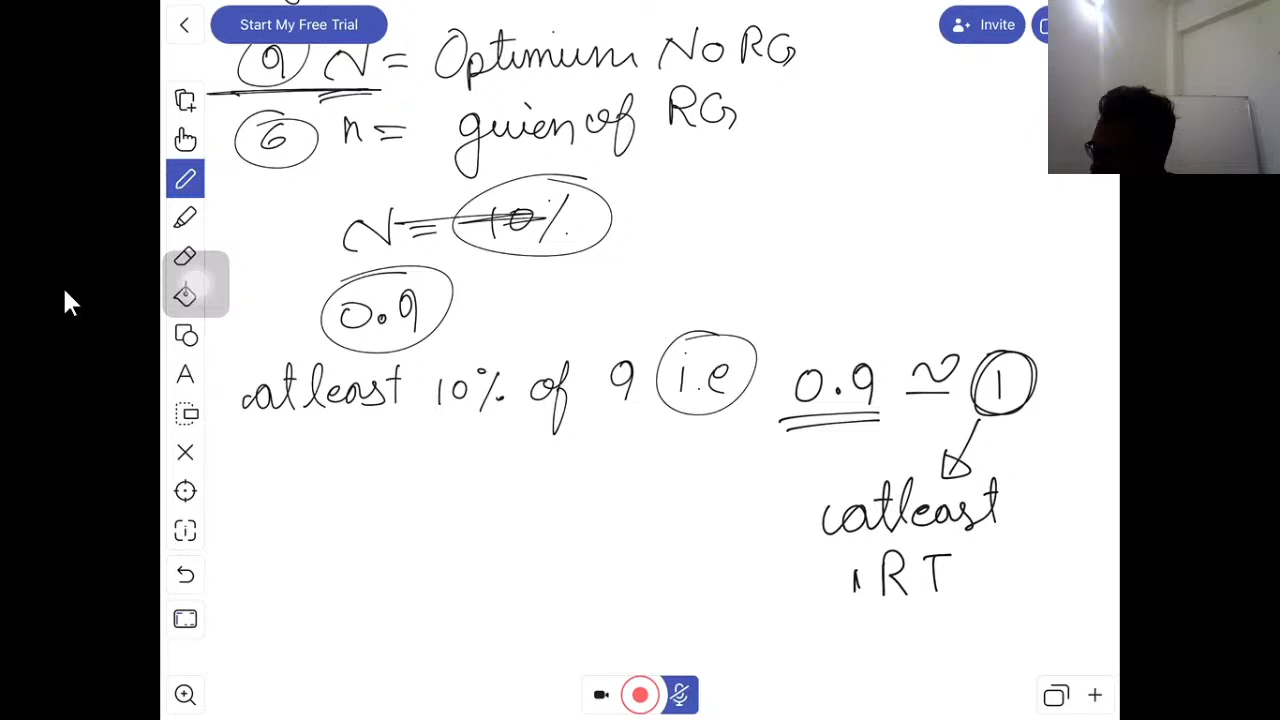 Start My Free Trial
Invite
9 N = Optimum No RG
6 n = given of RG
N = 10%
0.9
atleast 10% of 9 i.e 0.9 ≅ 1
atleast
1 RT